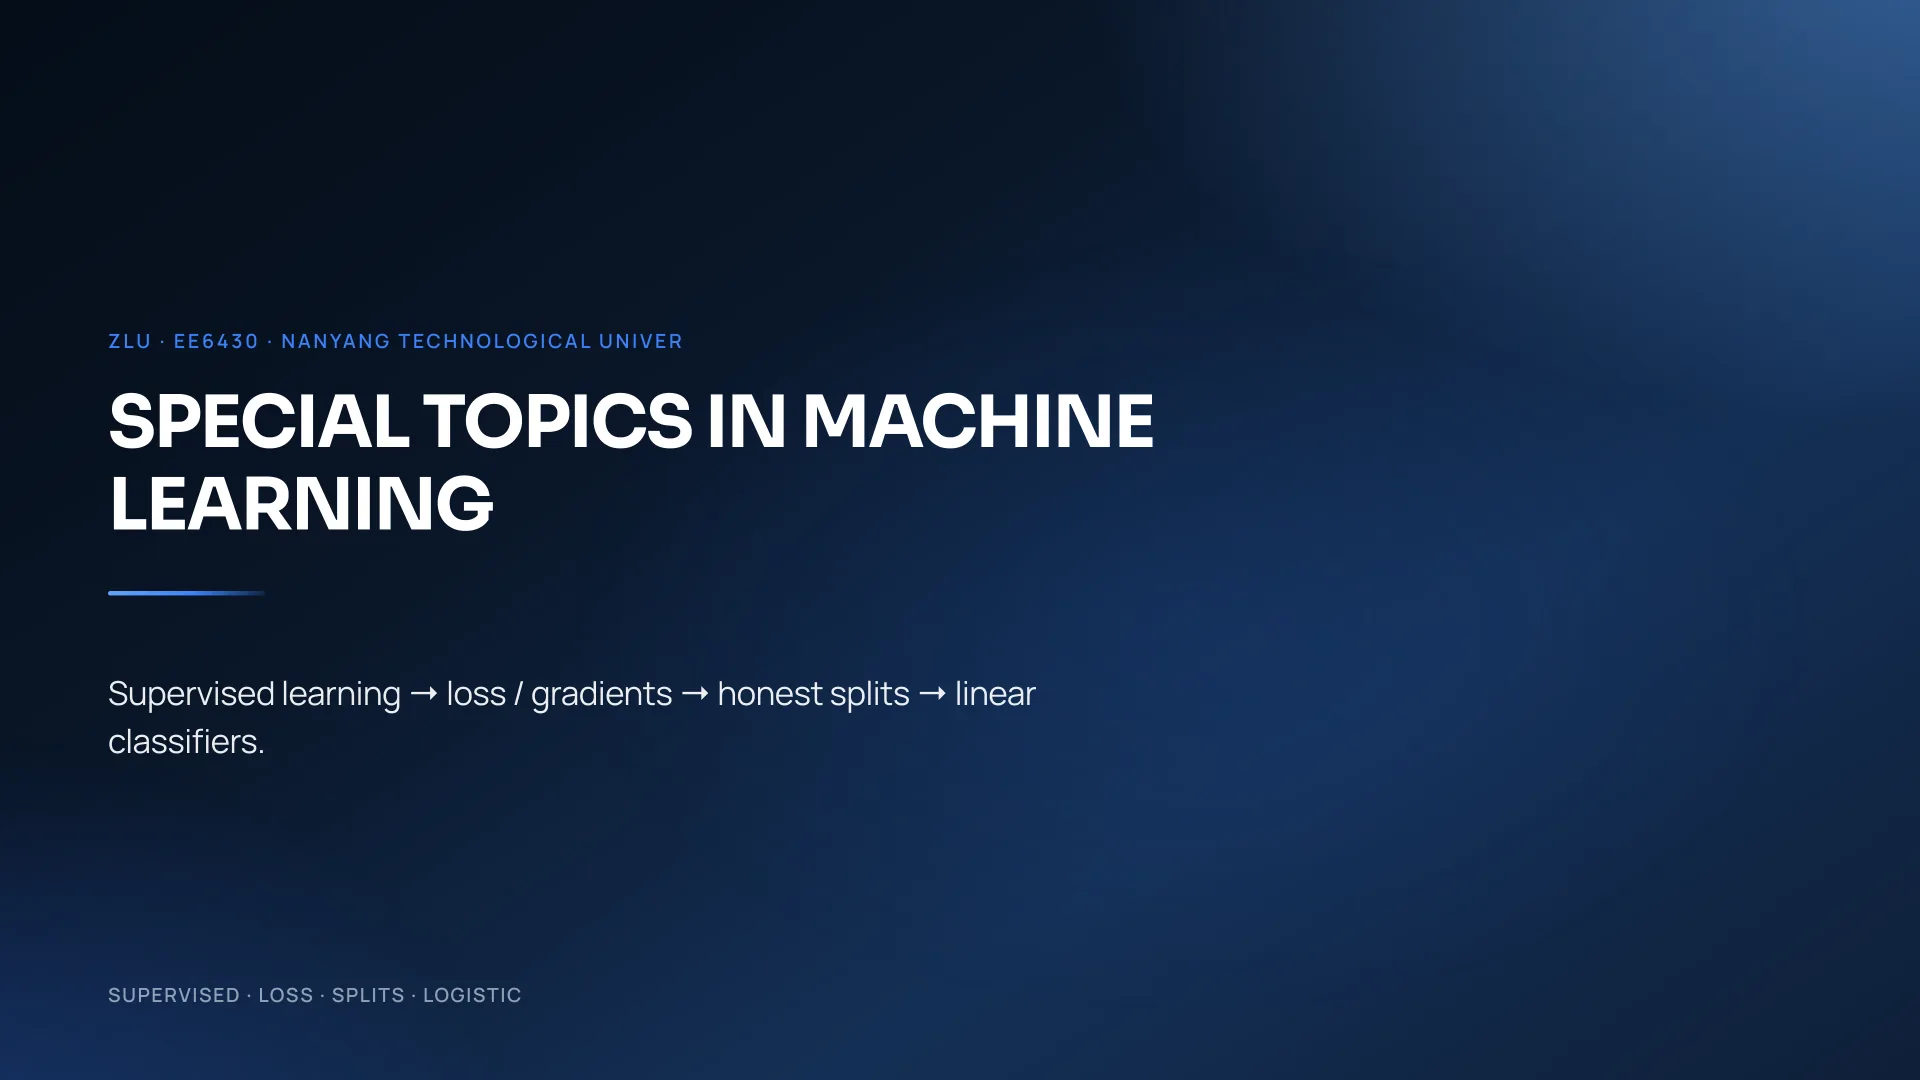 ZLU · EE6430 · NANYANG TECHNOLOGICAL UNIVER
SPECIAL TOPICS IN MACHINE
LEARNING
Supervised learning → loss / gradients → honest splits → linear
classifiers.
SUPERVISED · LOSS · SPLITS · LOGISTIC